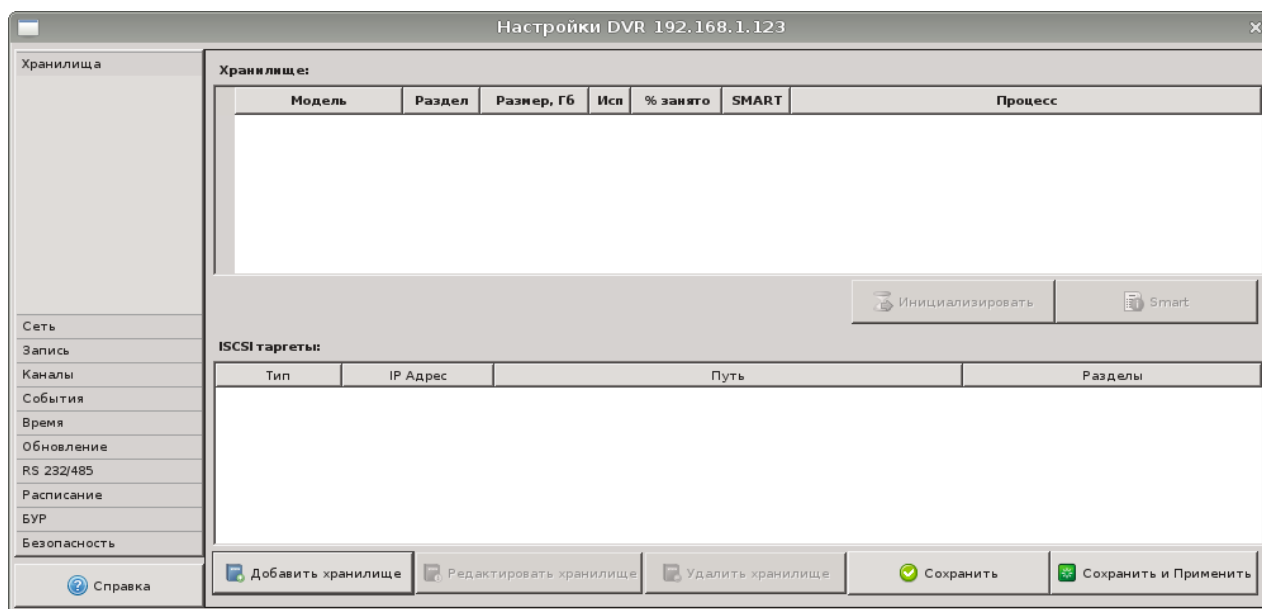 Настройки DVR 192.168.1.123
Хранилища
Хранилище:
Модель Раздел Размер, Гб Исп % занято SMART Процесс
Инициализировать Smart
Сеть
Запись
Каналы
События
Время
Обновление
RS 232/485
Расписание
БУР
Безопасность
Справка
ISCSI таргеты:
Тип IP Адрес Путь Разделы
Добавить хранилище Редактировать хранилище Удалить хранилище Сохранить Сохранить и Применить